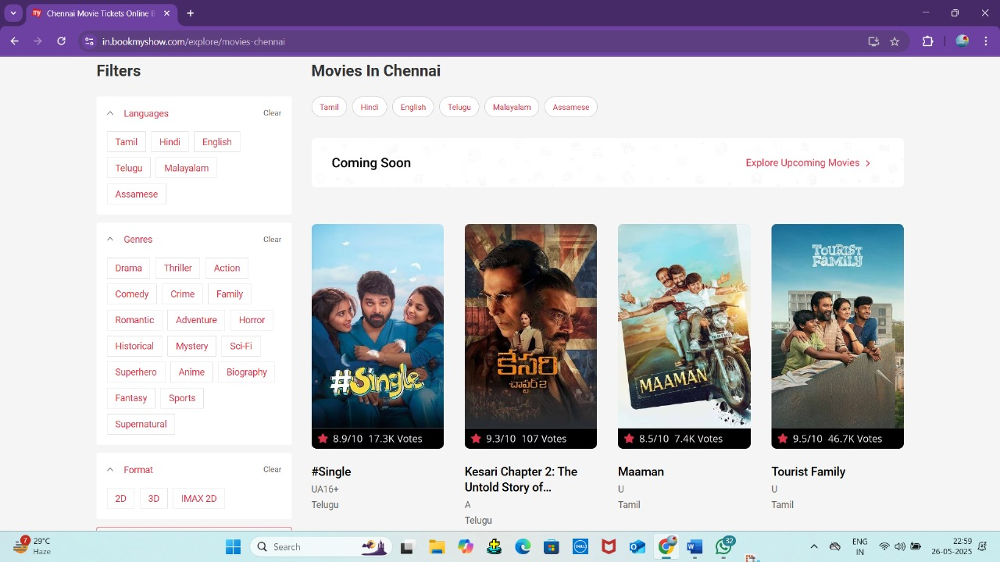 my Chennai Movie Tickets Online B
in.bookmyshow.com/explore/movies-chennai
Filters
Languages Clear
Tamil Hindi English
Telugu Malayalam
Assamese
Genres Clear
Drama Thriller Action
Comedy Crime Family
Romantic Adventure Horror
Historical Mystery Sci-Fi
Superhero Anime Biography
Fantasy Sports
Supernatural
Format Clear
2D 3D IMAX 2D
Movies In Chennai
Tamil Hindi English Telugu Malayalam Assamese
Coming Soon Explore Upcoming Movies
#Single
8.9/10 17.3K Votes
#Single
UA16+
Telugu
కేసరి
చాప్టర్ 2
9.3/10 107 Votes
Kesari Chapter 2: The
Untold Story of...
A
Telugu
MAAMAN
8.5/10 7.4K Votes
Maaman
U
Tamil
TOURIST
FAMILY
9.5/10 46.7K Votes
Tourist Family
U
Tamil
7 29°C
Haze
Search
DELL
32
ENG
IN
22:59
26-05-2025